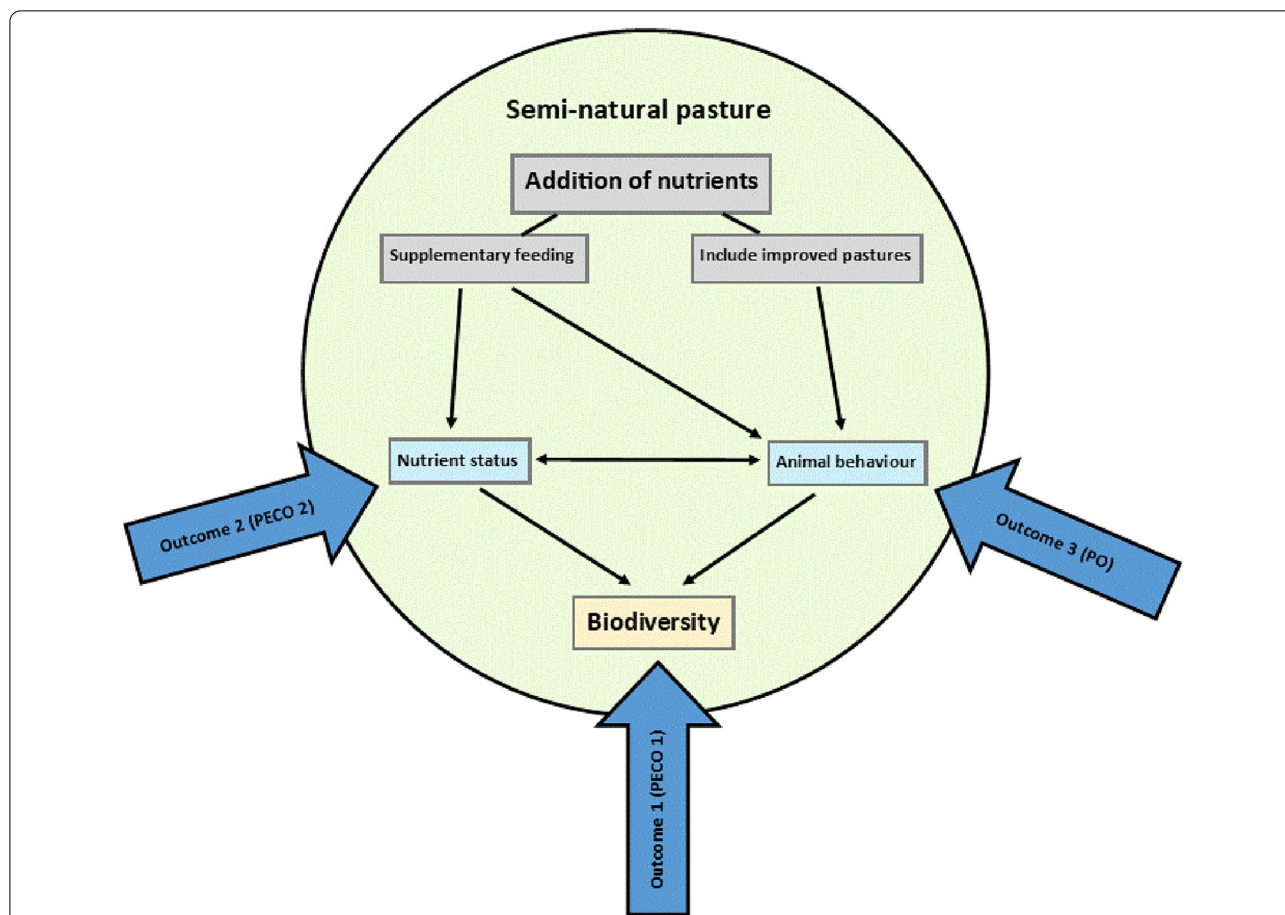 Semi-natural pasture
Addition of nutrients
Supplementary feeding
Include improved pastures
Nutrient status
Animal behaviour
Outcome 2 (PECO 2)
Outcome 3 (PO)
Biodiversity
Outcome 1 (PECO 1)